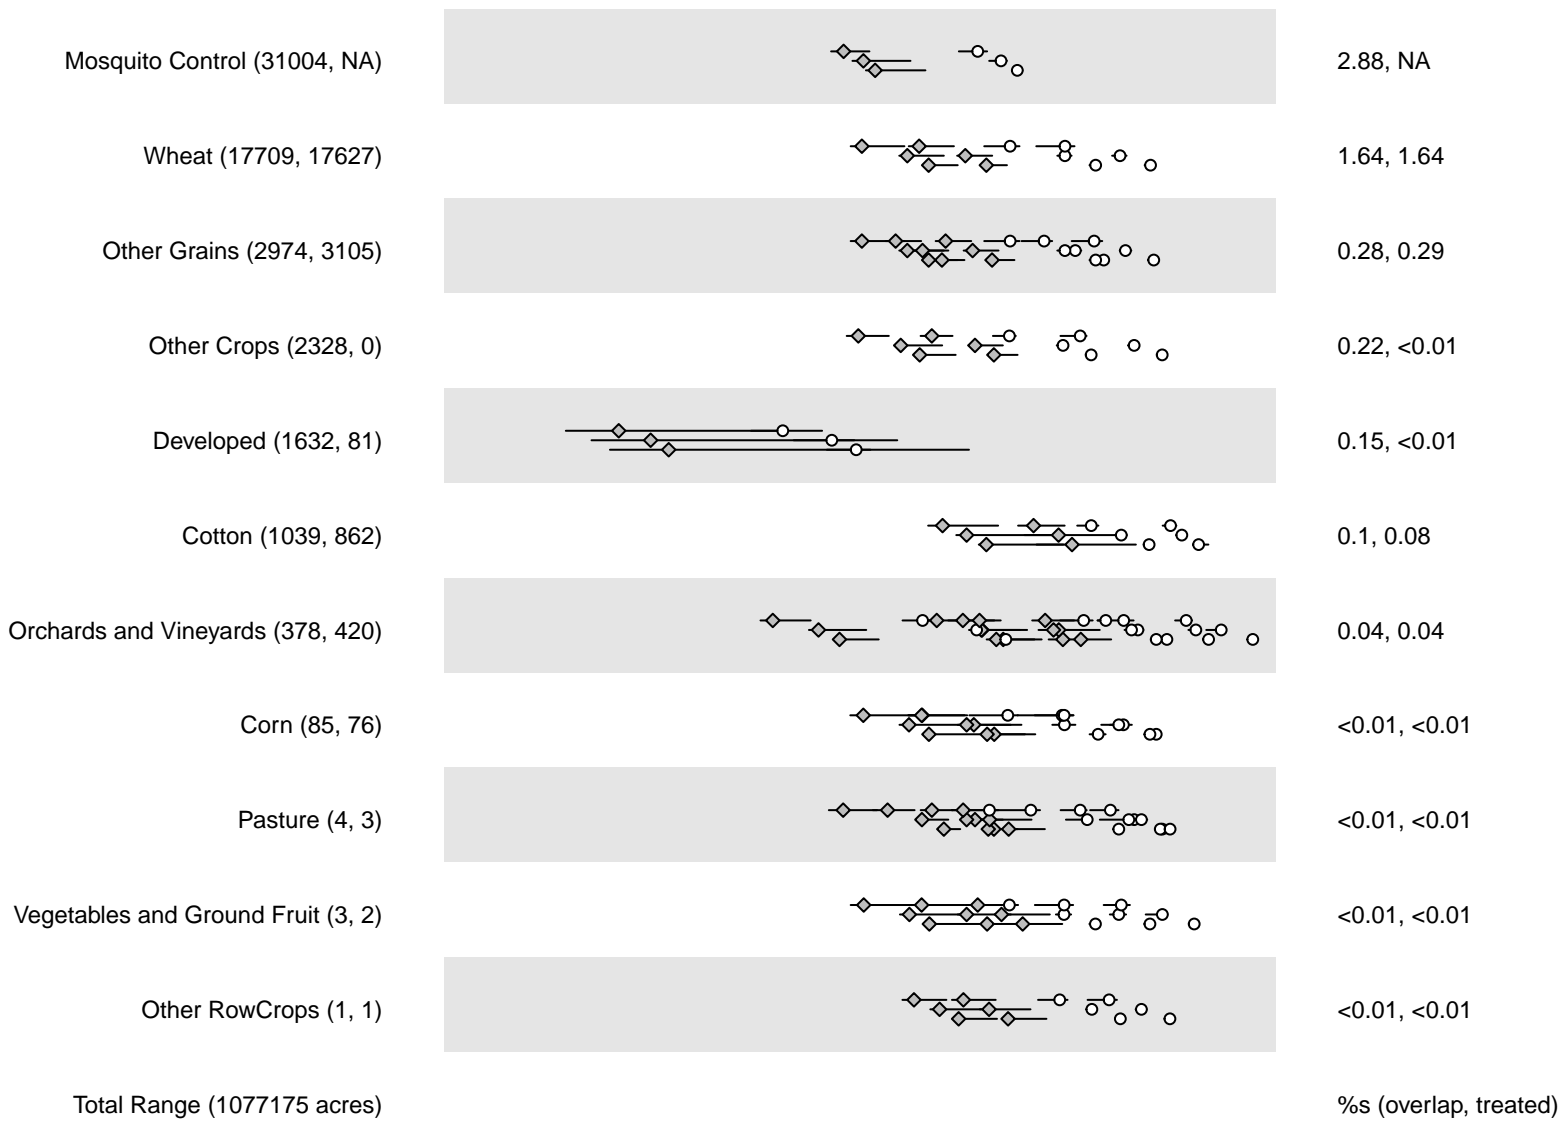 Mosquito Control (31004, NA) 2.88, NA
Wheat (17709, 17627) 1.64, 1.64
Other Grains (2974, 3105) 0.28, 0.29
Other Crops (2328, 0) 0.22, <0.01
Developed (1632, 81) 0.15, <0.01
Cotton (1039, 862) 0.1, 0.08
Orchards and Vineyards (378, 420) 0.04, 0.04
Corn (85, 76) <0.01, <0.01
Pasture (4, 3) <0.01, <0.01
Vegetables and Ground Fruit (3, 2) <0.01, <0.01
Other RowCrops (1, 1) <0.01, <0.01
Total Range (1077175 acres) %s (overlap, treated)